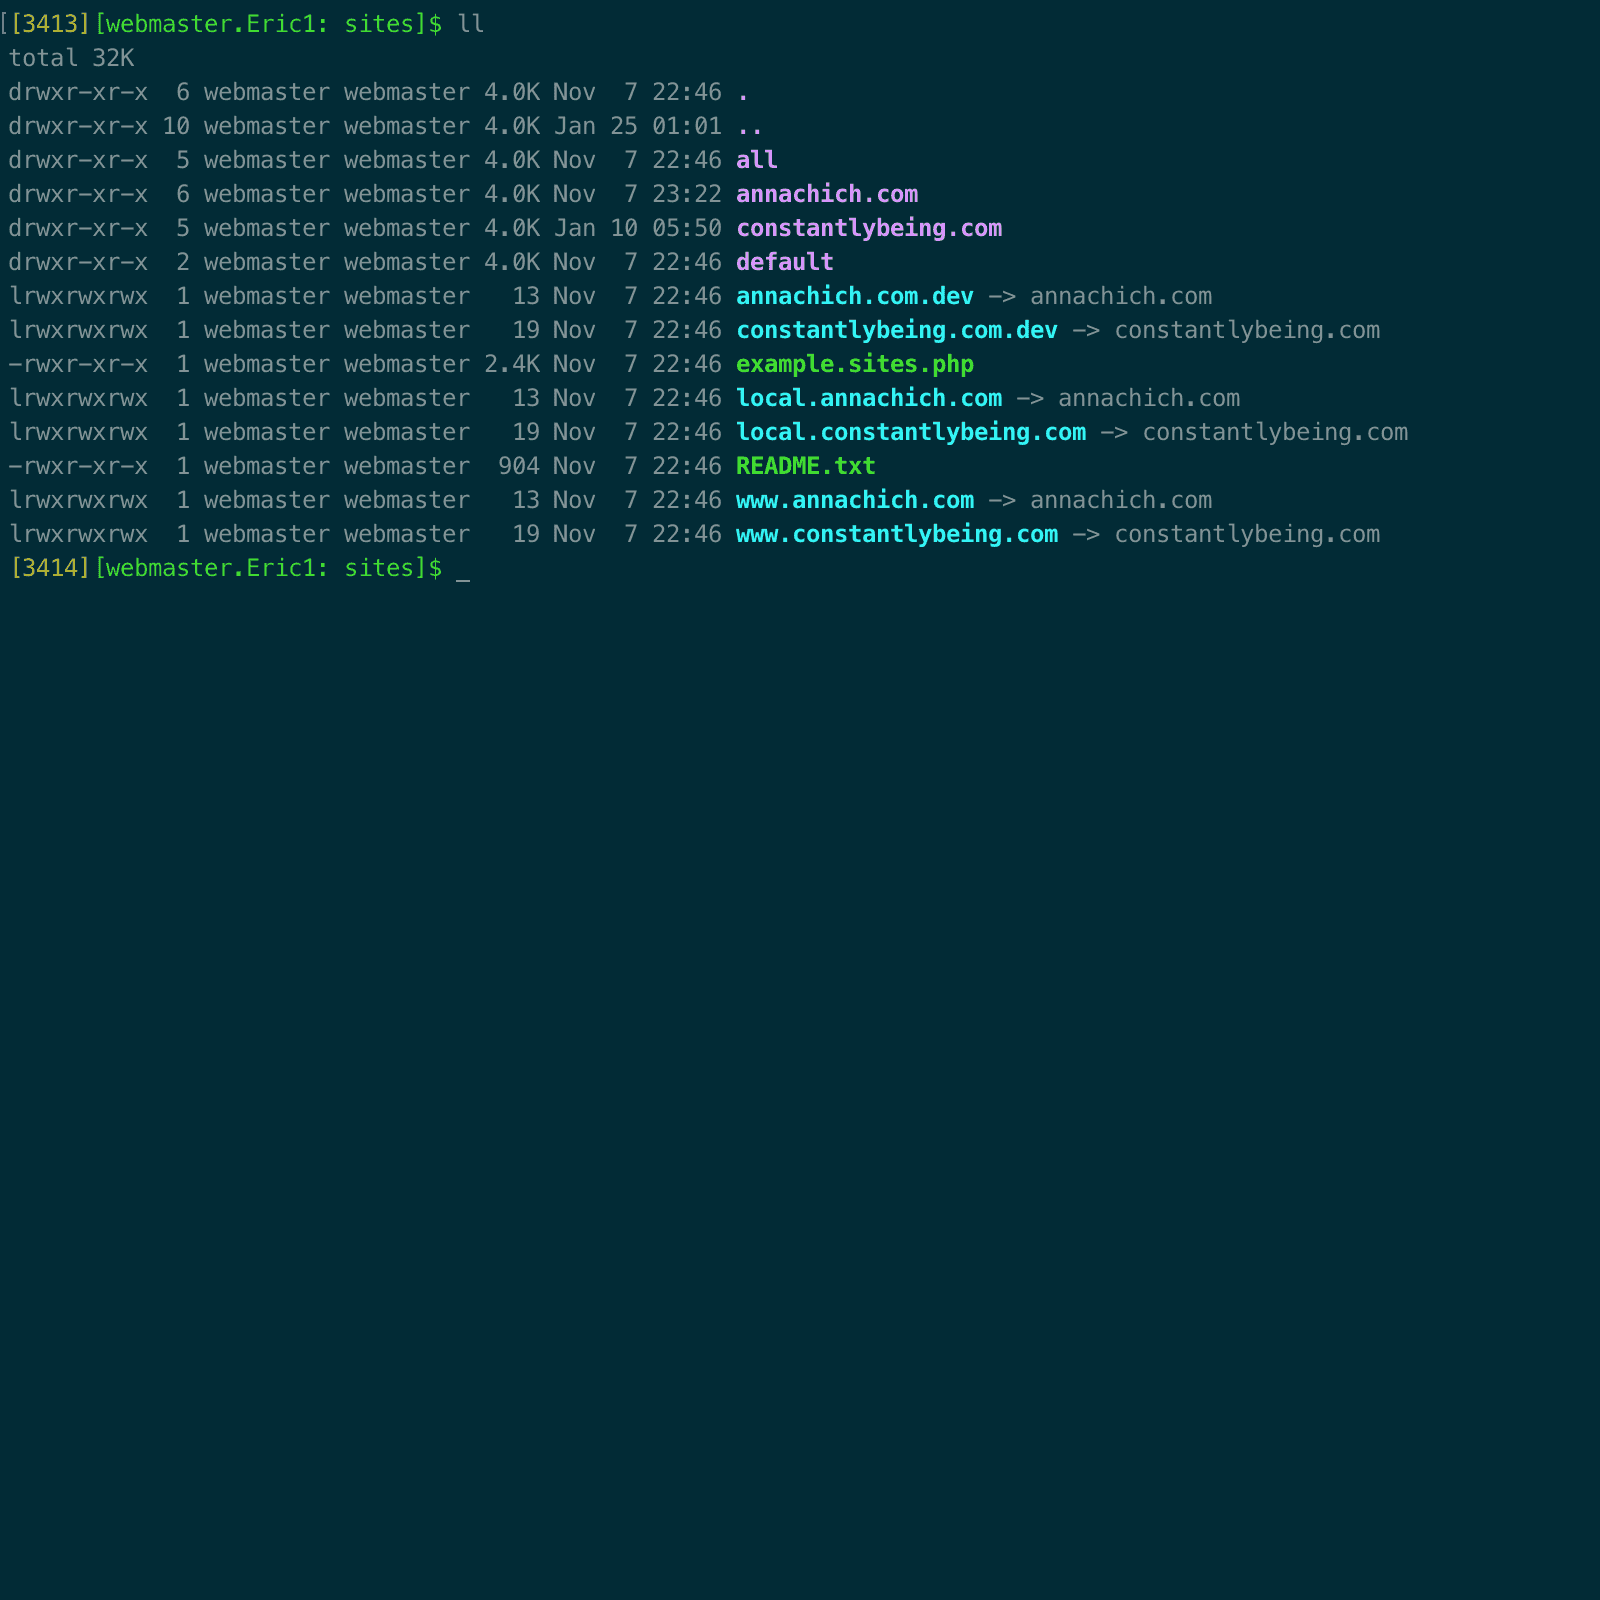 [[3413][webmaster.Eric1: sites]$ ll
total 32K
drwxr-xr-x  6 webmaster webmaster 4.0K Nov  7 22:46 .
drwxr-xr-x 10 webmaster webmaster 4.0K Jan 25 01:01 ..
drwxr-xr-x  5 webmaster webmaster 4.0K Nov  7 22:46 all
drwxr-xr-x  6 webmaster webmaster 4.0K Nov  7 23:22 annachich.com
drwxr-xr-x  5 webmaster webmaster 4.0K Jan 10 05:50 constantlybeing.com
drwxr-xr-x  2 webmaster webmaster 4.0K Nov  7 22:46 default
lrwxrwxrwx  1 webmaster webmaster   13 Nov  7 22:46 annachich.com.dev -> annachich.com
lrwxrwxrwx  1 webmaster webmaster   19 Nov  7 22:46 constantlybeing.com.dev -> constantlybeing.com
-rwxr-xr-x  1 webmaster webmaster 2.4K Nov  7 22:46 example.sites.php
lrwxrwxrwx  1 webmaster webmaster   13 Nov  7 22:46 local.annachich.com -> annachich.com
lrwxrwxrwx  1 webmaster webmaster   19 Nov  7 22:46 local.constantlybeing.com -> constantlybeing.com
-rwxr-xr-x  1 webmaster webmaster  904 Nov  7 22:46 README.txt
lrwxrwxrwx  1 webmaster webmaster   13 Nov  7 22:46 www.annachich.com -> annachich.com
lrwxrwxrwx  1 webmaster webmaster   19 Nov  7 22:46 www.constantlybeing.com -> constantlybeing.com
[3414][webmaster.Eric1: sites]$ _